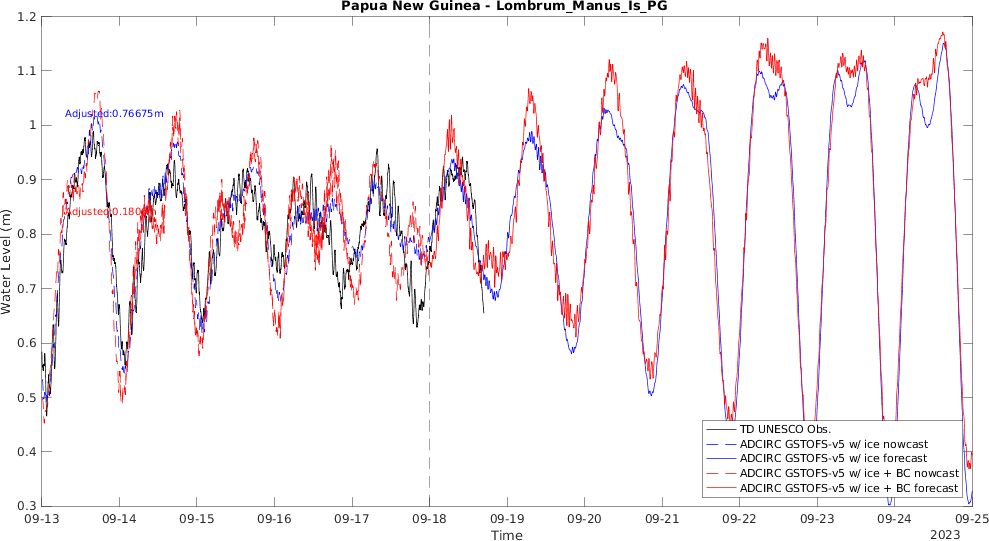 Papua New Guinea - Lombrum_Manus_Is_PG
Water Level (m)
1.2
1.1
1
0.9
0.8
0.7
0.6
0.5
0.4
0.3
Adjusted:0.76675m
Adjusted:0.180
TD UNESCO Obs.
ADCIRC GSTOFS-v5 w/ ice nowcast
ADCIRC GSTOFS-v5 w/ ice forecast
ADCIRC GSTOFS-v5 w/ ice + BC nowcast
ADCIRC GSTOFS-v5 w/ ice + BC forecast
09-13 09-14 09-15 09-16 09-17 09-18 09-19 09-20 09-21 09-22 09-23 09-24 09-25
Time
2023